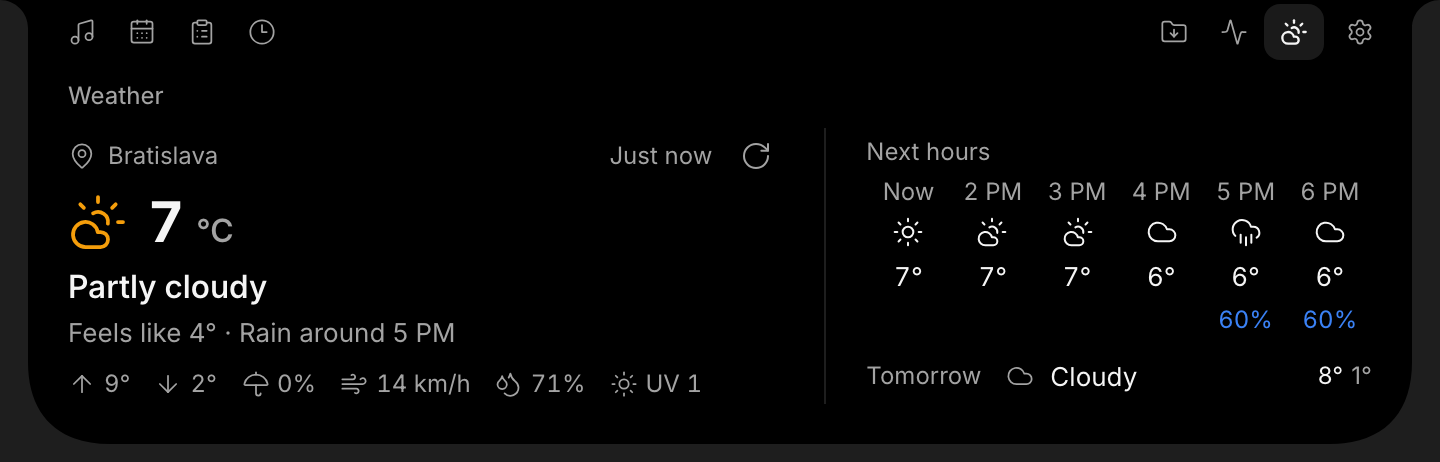 Weather
Bratislava
Just now
7 °C
Partly cloudy
Feels like 4° · Rain around 5 PM
9° 2° 0% 14 km/h 71% UV 1
Next hours
Now 2 PM 3 PM 4 PM 5 PM 6 PM
7° 7° 7° 6° 6° 6°
60% 60%
Tomorrow Cloudy 8° 1°